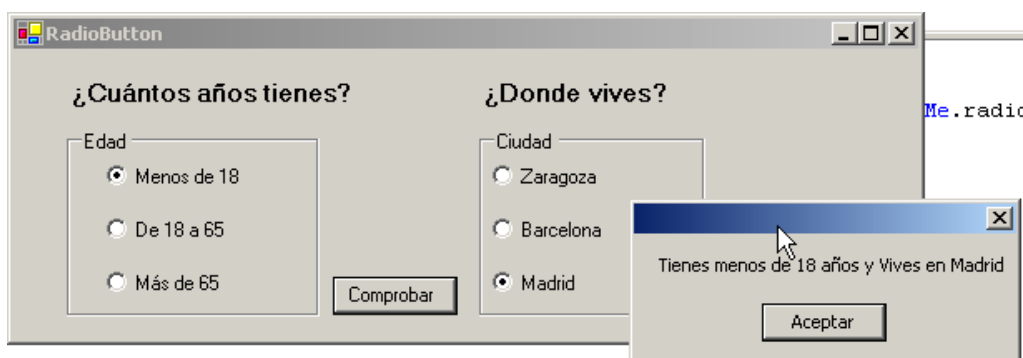 RadioButton
¿Cuántos años tienes?
¿Donde vives?
Me.radio
Edad
Menos de 18
De 18 a 65
Más de 65
Comprobar
Ciudad
Zaragoza
Barcelona
Madrid
Tienes menos de 18 años y Vives en Madrid
Aceptar